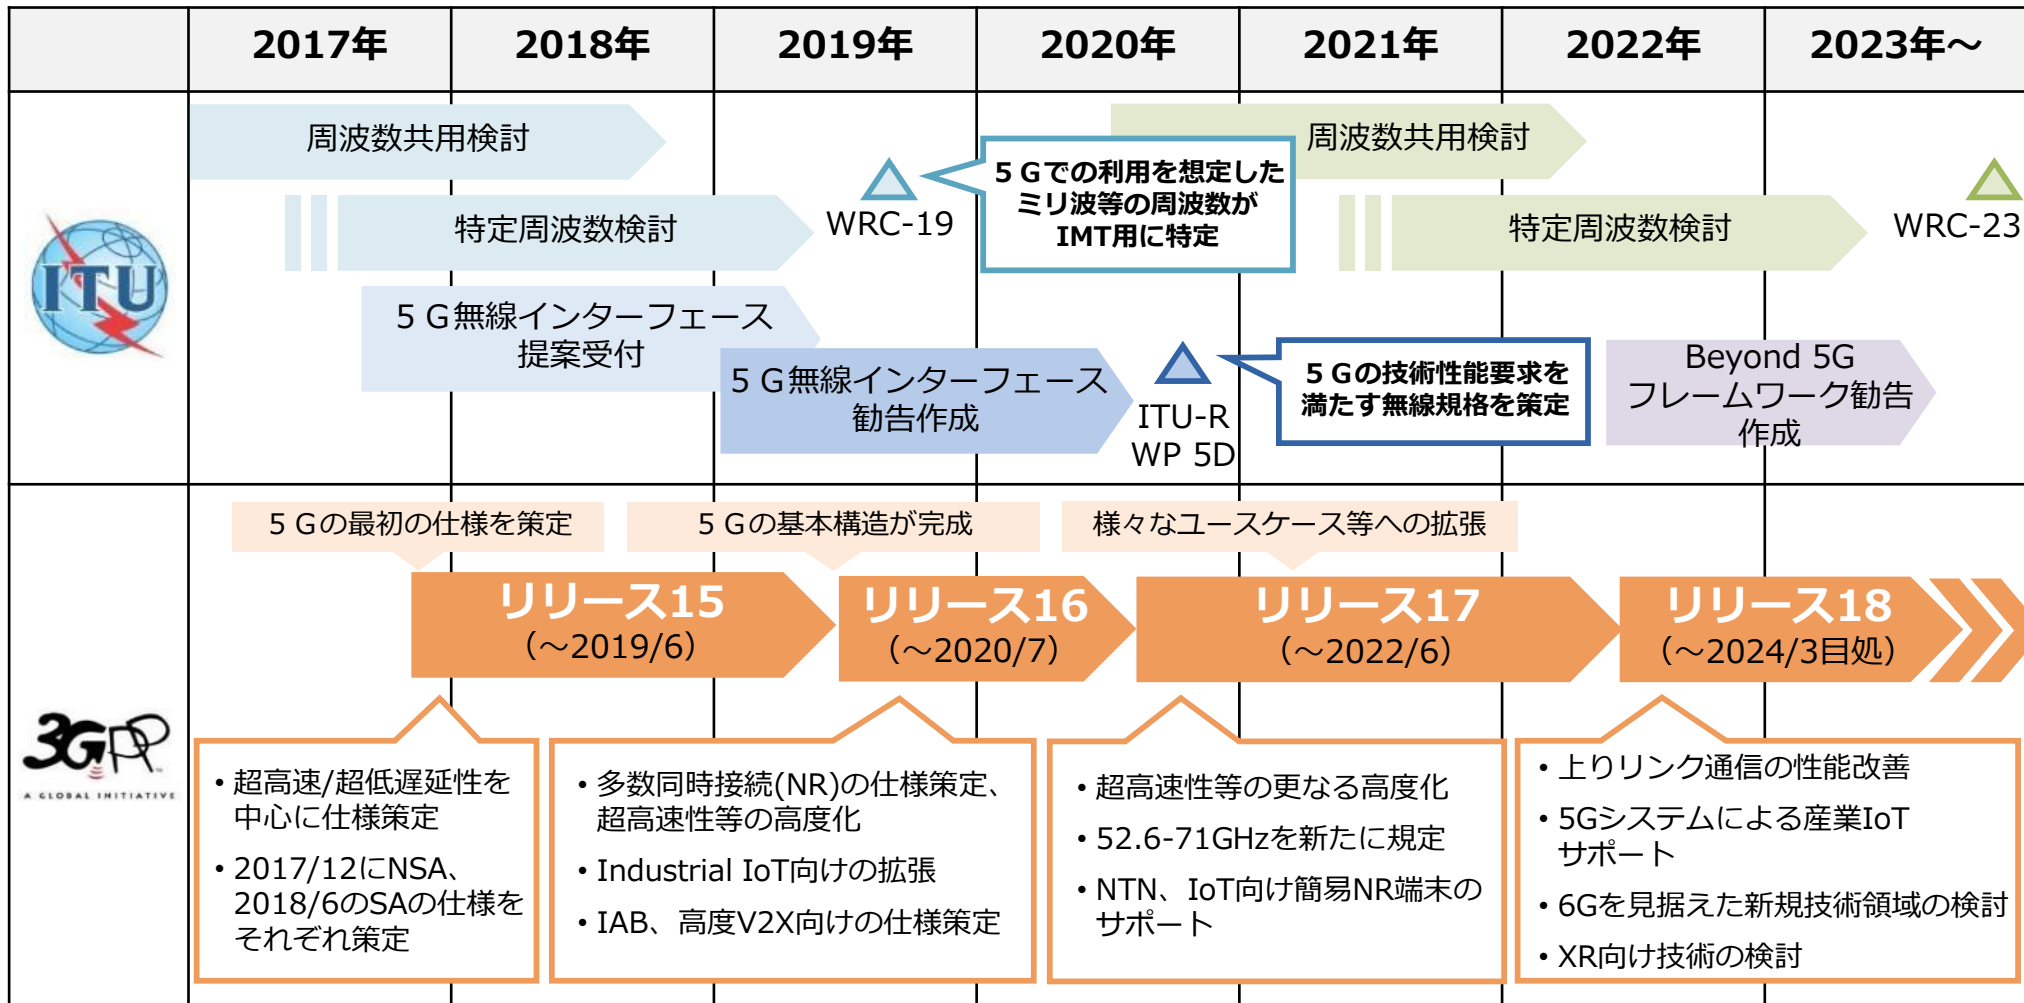 2017年 2018年 2019年 2020年 2021年 2022年 2023年～
ITU
周波数共用検討
特定周波数検討
WRC-19
５Ｇでの利用を想定した
ミリ波等の周波数が
IMT用に特定
周波数共用検討
特定周波数検討
WRC-23
５Ｇ無線インターフェース
提案受付
５Ｇ無線インターフェース
勧告作成
ITU-R
WP 5D
５Ｇの技術性能要求を
満たす無線規格を策定
Beyond 5G
フレームワーク勧告
作成
3GPP
A GLOBAL INITIATIVE
５Ｇの最初の仕様を策定
５Ｇの基本構造が完成
様々なユースケース等への拡張
リリース15
（～2019/6）
リリース16
（～2020/7）
リリース17
（～2022/6）
リリース18
（～2024/3目処）
• 超高速/超低遅延性を
中心に仕様策定
• 2017/12にNSA、
2018/6のSAの仕様を
それぞれ策定
• 多数同時接続(NR)の仕様策定、
超高速性等の高度化
• Industrial IoT向けの拡張
• IAB、高度V2X向けの仕様策定
• 超高速性等の更なる高度化
• 52.6-71GHzを新たに規定
• NTN、IoT向け簡易NR端末の
サポート
• 上りリンク通信の性能改善
• 5Gシステムによる産業IoT
サポート
• 6Gを見据えた新規技術領域の検討
• XR向け技術の検討